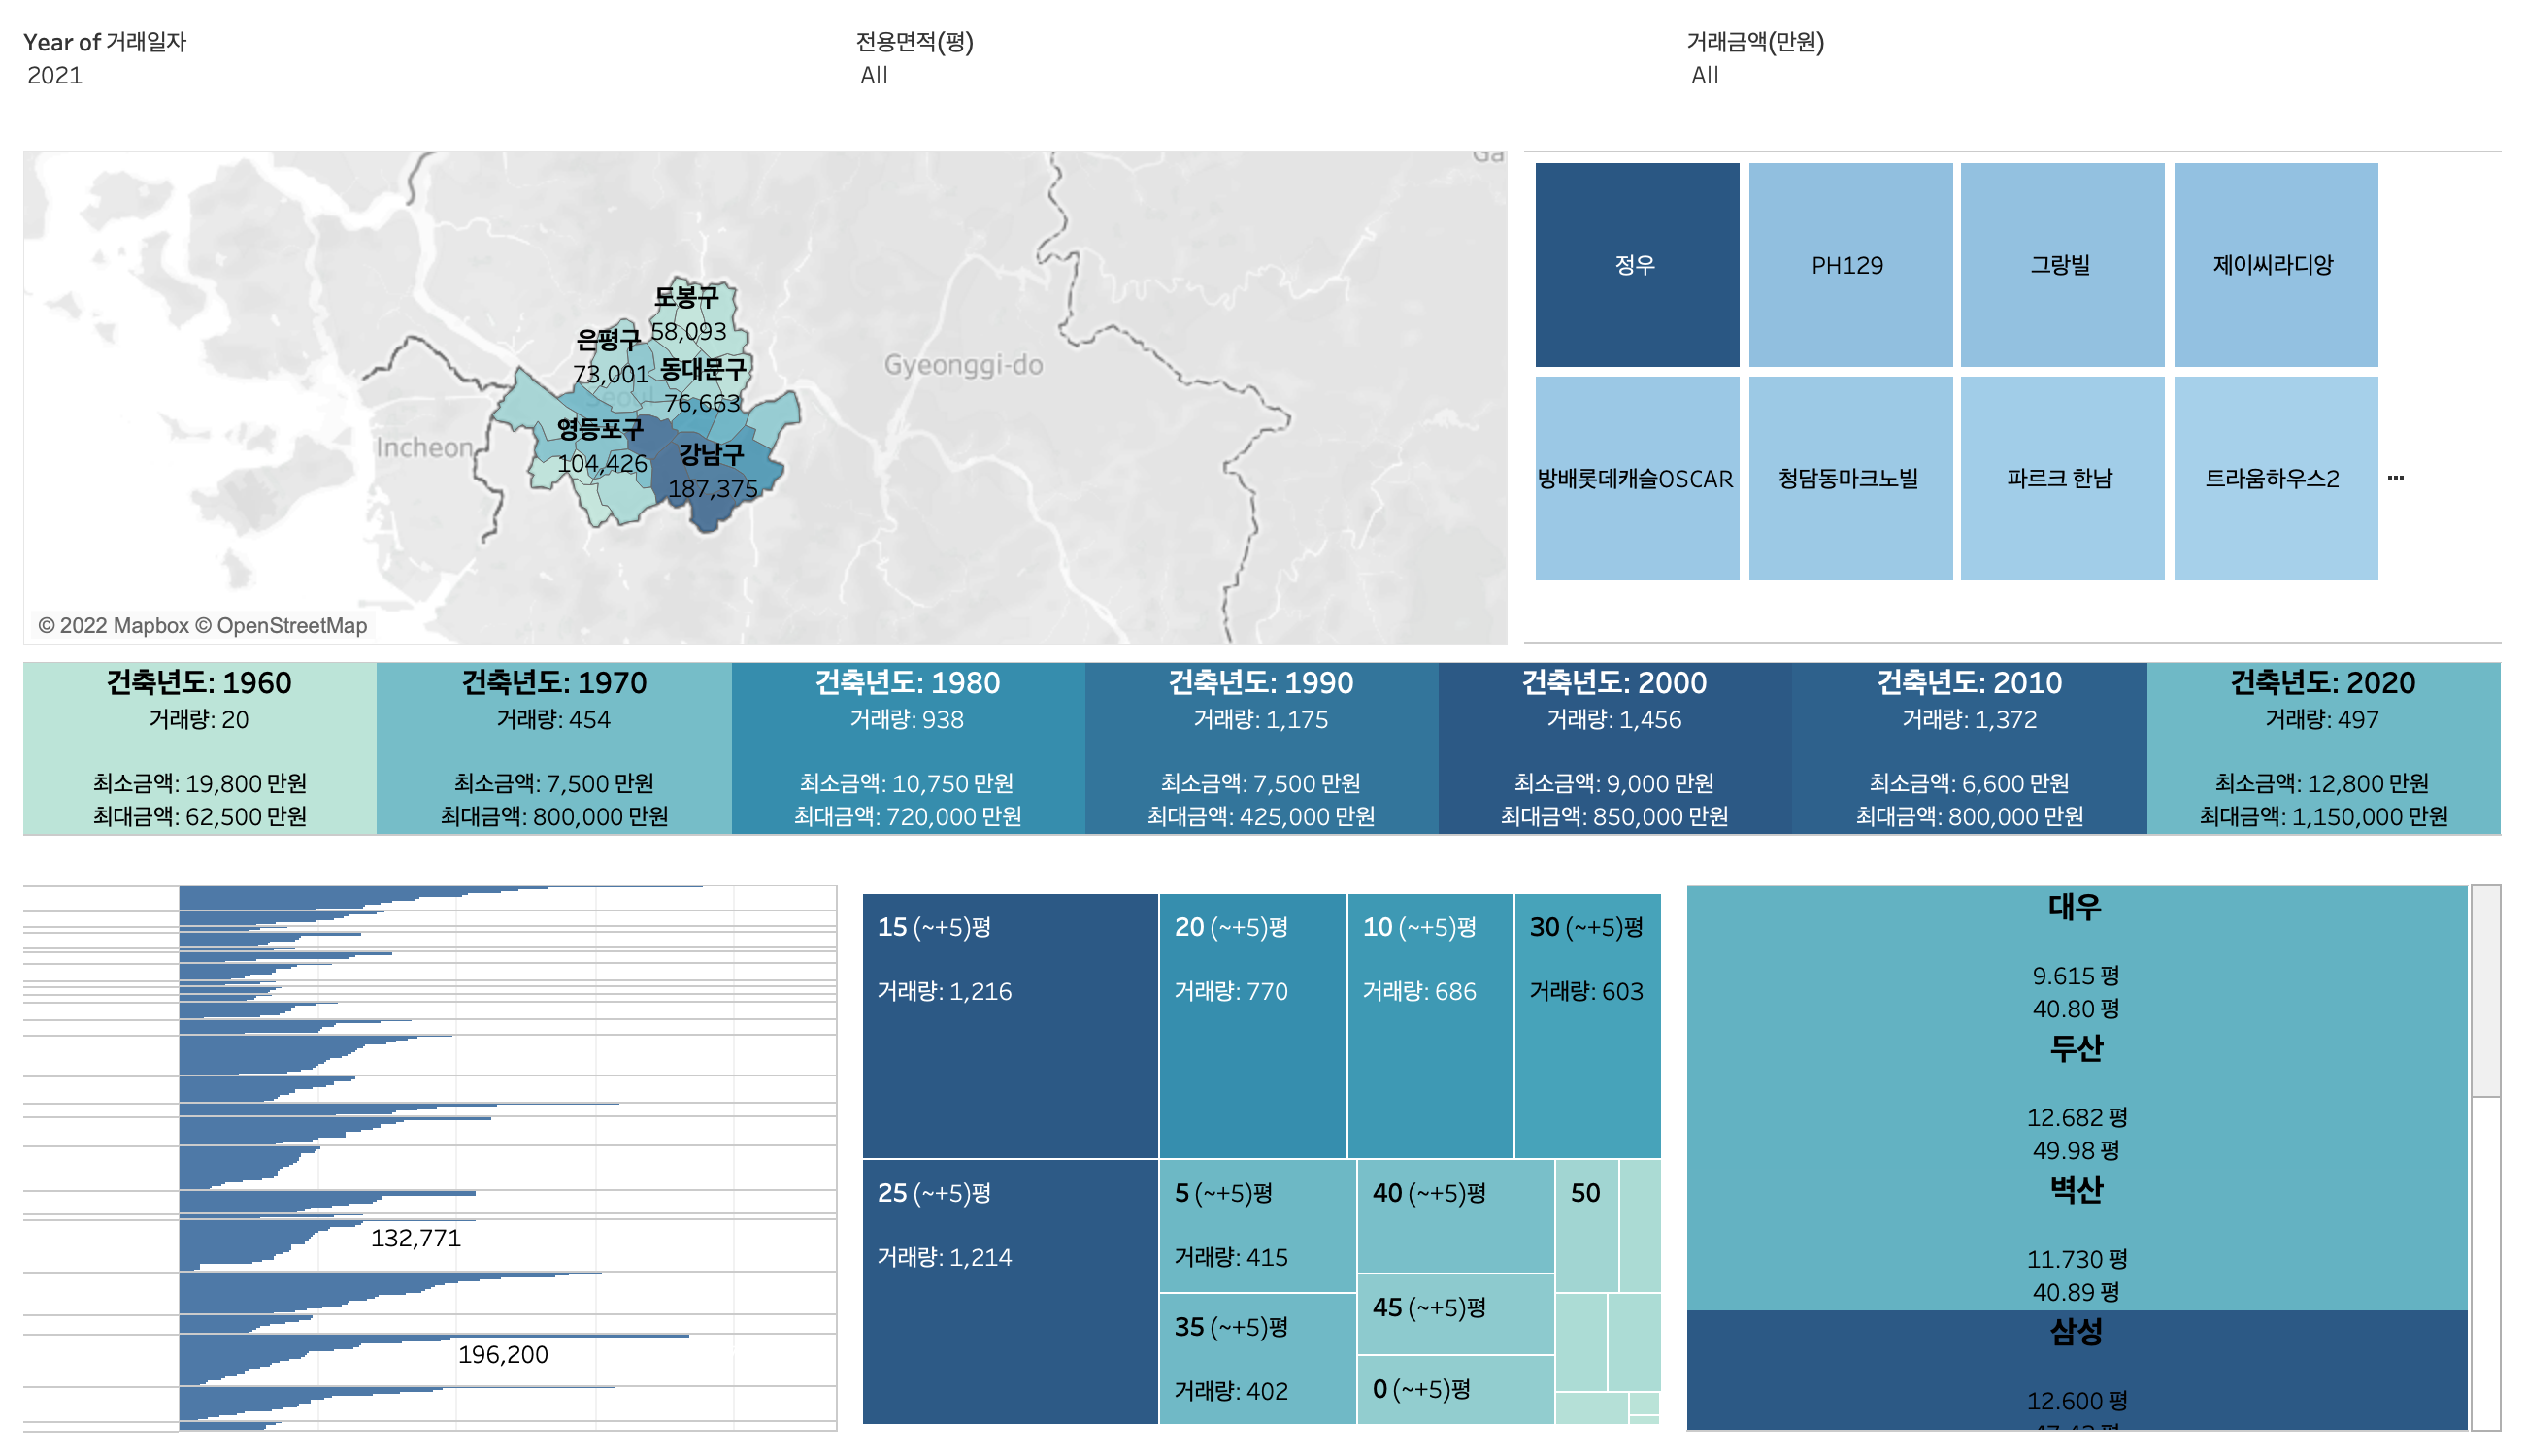 Year of 거래일자
2021
전용면적(평)
All
거래금액(만원)
All
Gyeonggi-do
Incheon
도봉구
58,093
은평구
73,001
동대문구
76,663
영등포구
104,426
강남구
187,375
© 2022 Mapbox © OpenStreetMap
정우
PH129
그랑빌
제이씨라디앙
방배롯데캐슬OSCAR
청담동마크노빌
파르크 한남
트라움하우스2
...
건축년도: 1960
거래량: 20
최소금액: 19,800 만원
최대금액: 62,500 만원
건축년도: 1970
거래량: 454
최소금액: 7,500 만원
최대금액: 800,000 만원
건축년도: 1980
거래량: 938
최소금액: 10,750 만원
최대금액: 720,000 만원
건축년도: 1990
거래량: 1,175
최소금액: 7,500 만원
최대금액: 425,000 만원
건축년도: 2000
거래량: 1,456
최소금액: 9,000 만원
최대금액: 850,000 만원
건축년도: 2010
거래량: 1,372
최소금액: 6,600 만원
최대금액: 800,000 만원
건축년도: 2020
거래량: 497
최소금액: 12,800 만원
최대금액: 1,150,000 만원
132,771
196,200
15 (~+5)평
거래량: 1,216
20 (~+5)평
거래량: 770
10 (~+5)평
거래량: 686
30 (~+5)평
거래량: 603
25 (~+5)평
거래량: 1,214
5 (~+5)평
거래량: 415
35 (~+5)평
거래량: 402
40 (~+5)평
45 (~+5)평
0 (~+5)평
50
대우
9.615 평
40.80 평
두산
12.682 평
49.98 평
벽산
11.730 평
40.89 평
삼성
12.600 평